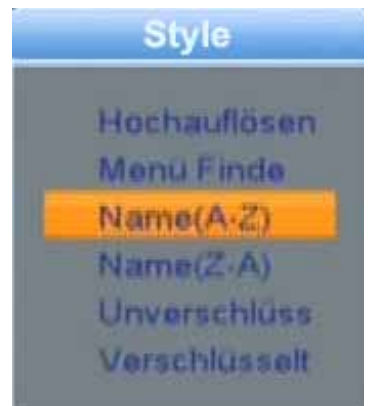 Style
Hochauflösen
Menü Finde
Name(A-Z)
Name(Z-A)
Unverschlüss
Verschlüsselt